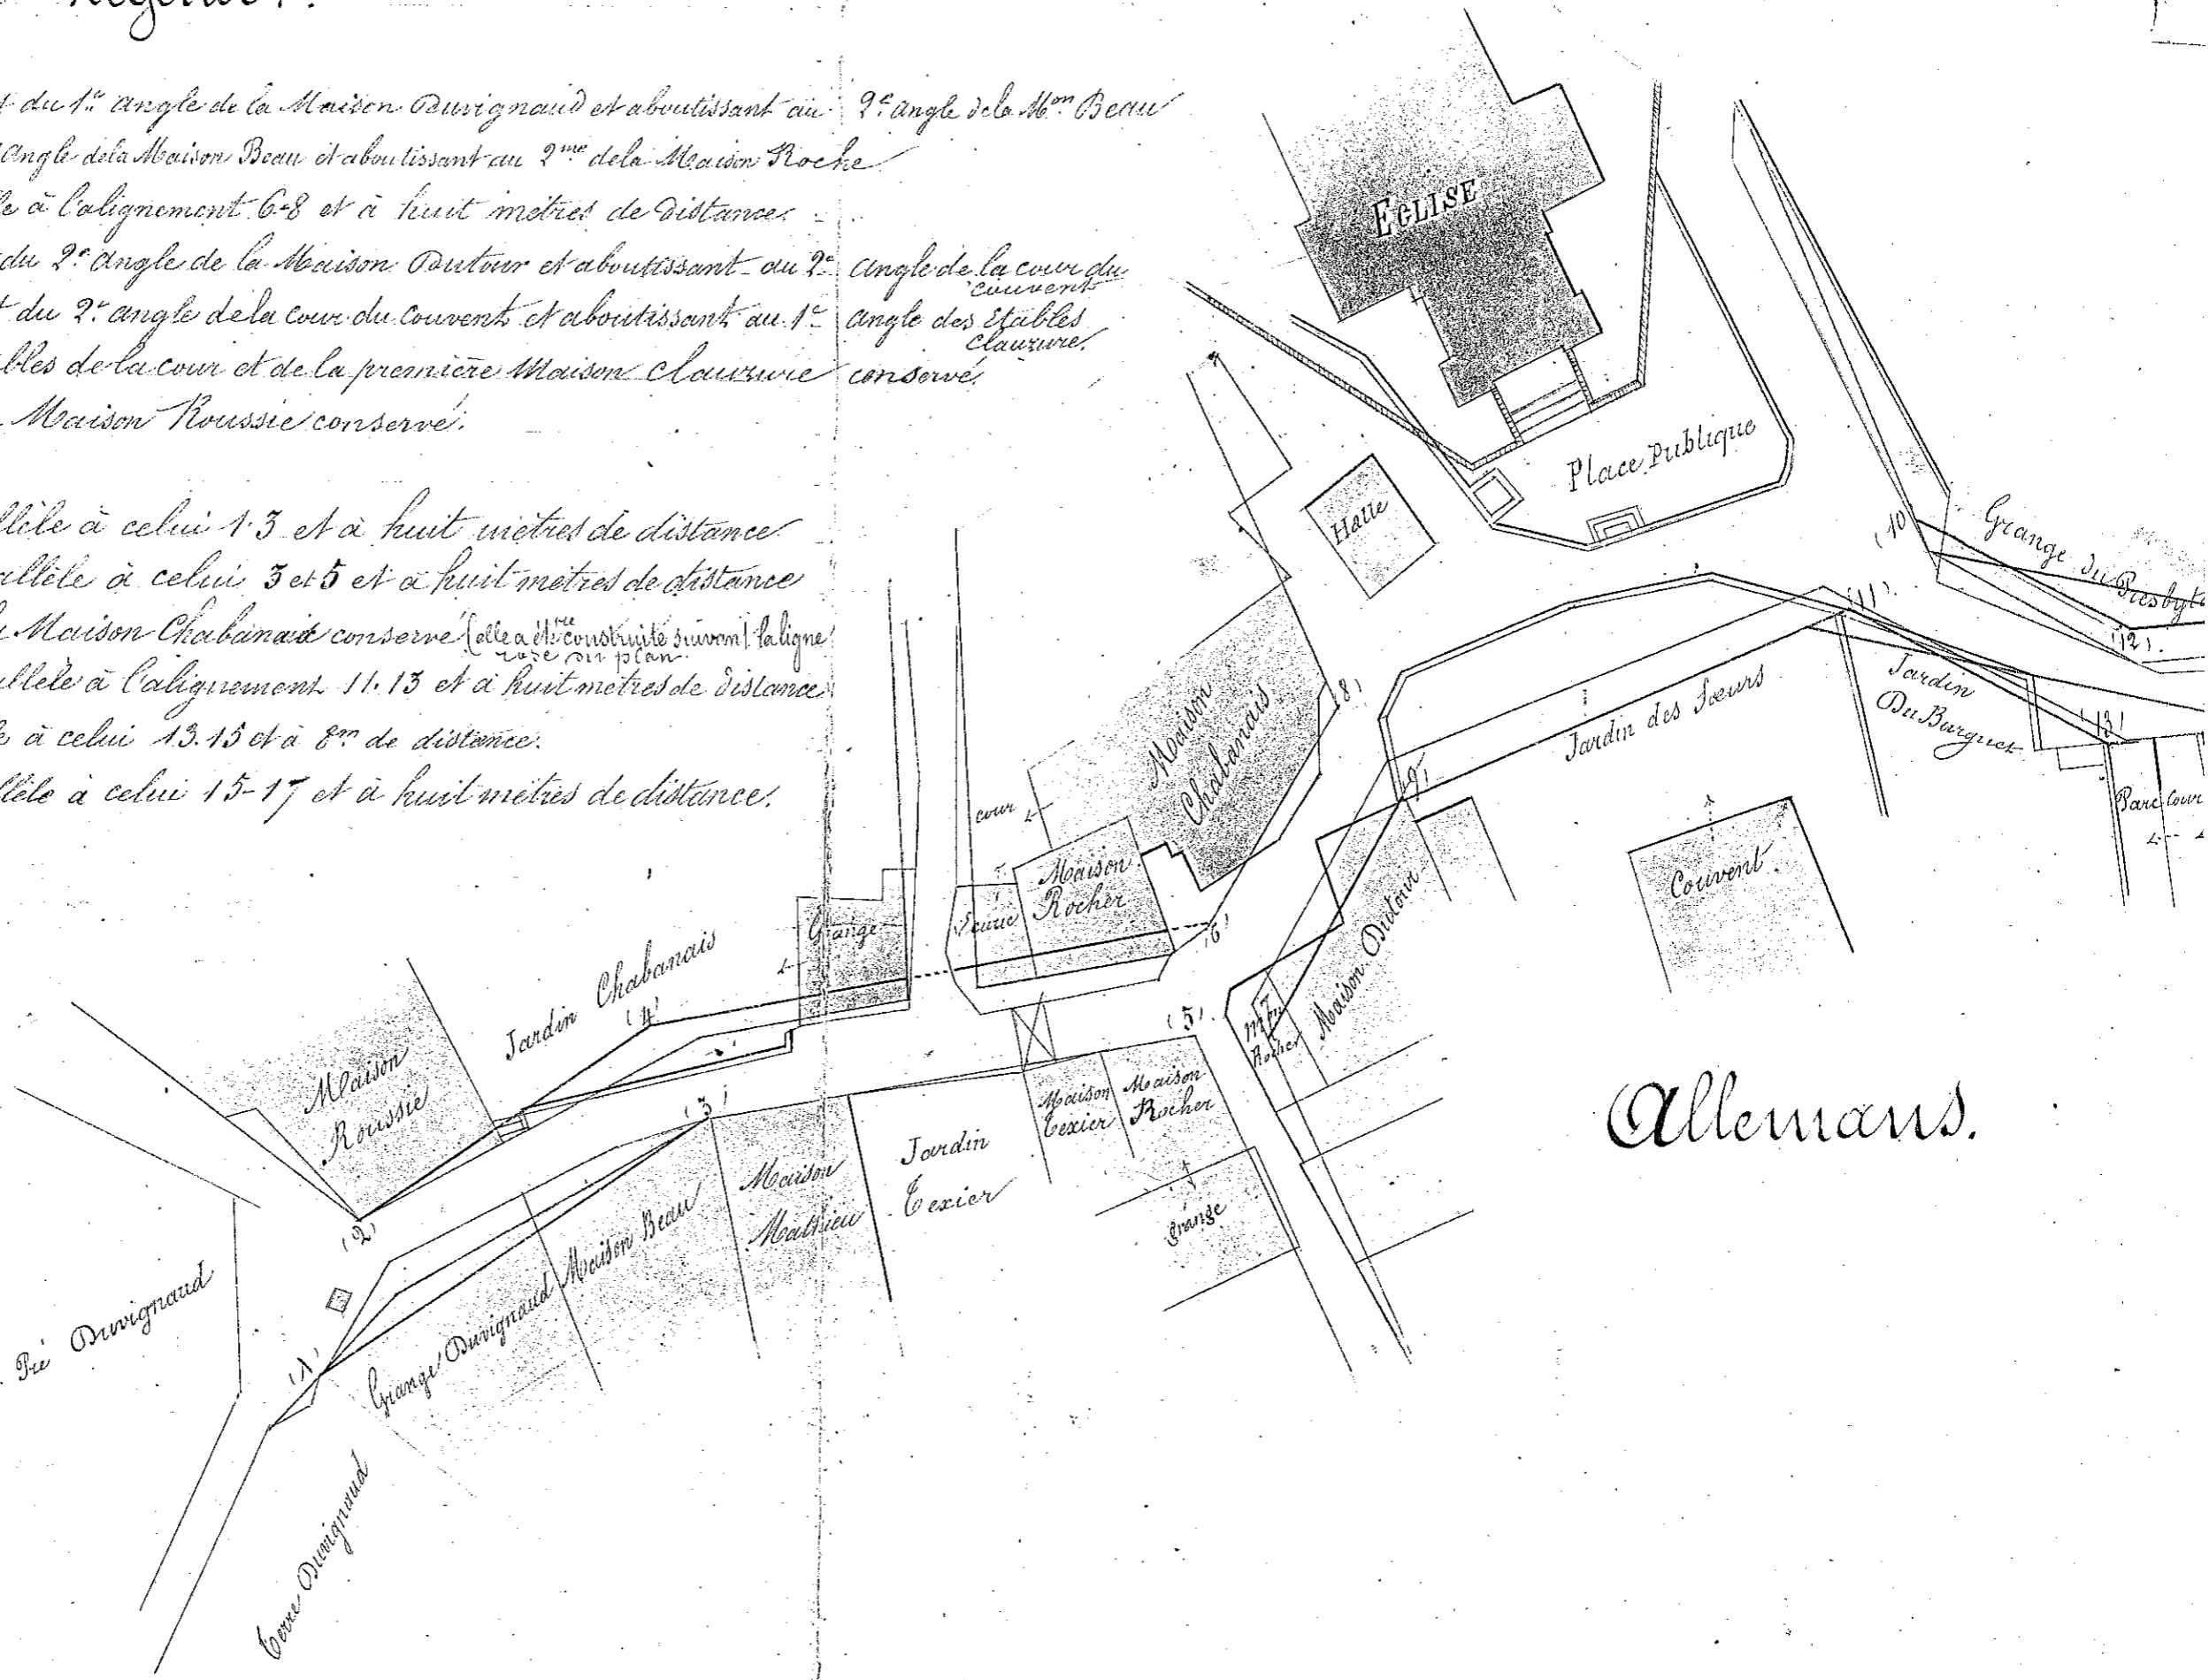 Légende.
du 1er angle de la Maison Duvignaud et aboutissant au 2e angle de la Mon Beau
angle de la Maison Beau et aboutissant au 2me de la Maison Roche
à l'alignement 6-8 et à huit mètres de distance.
du 2e angle de la Maison Dutour et aboutissant au 2e angle de la cour du couvent
du 2e angle de la cour du couvent et aboutissant au 1er angle des Etables Clauzure.
bles de la cour et de la première Maison Clauzure conservé.
Maison Roussie conservé.
llèle à celui 1.3 et à huit mètres de distance
allèle à celui 3 et 5 et à huit mètres de distance
Maison Chabanais conservé (elle a été construite suivant la ligne
rose du plan.
allèle à l'alignement 11.13 et à huit mètres de distance
à celui 13.15 et à 8m de distance.
llèle à celui 15-17 et à huit mètres de distance.
EGLISE
Place Publique
Halle
(10)
Grange du Presbytè
(11)
(12)
Jardin
Du Burguet
(13)
Parc
Cour
Jardin des Sœurs
Maison
Chabanais
(8)
(9)
cour
Maison
Rocher
Ecurie
Grange
(6)
Couvent
Maison Dutour
(7)
Mon
Rocher
(5)
Jardin Chabanais
(4)
Maison
Roussie
(3)
Maison
Texier
Maison
Rocher
Grange
Jardin
Texier
Maison
Mathieu
Maison Beau
Grange Duvignaud
(2)
(1)
Pré Duvignaud
Terre Duvignaud
Allemans.